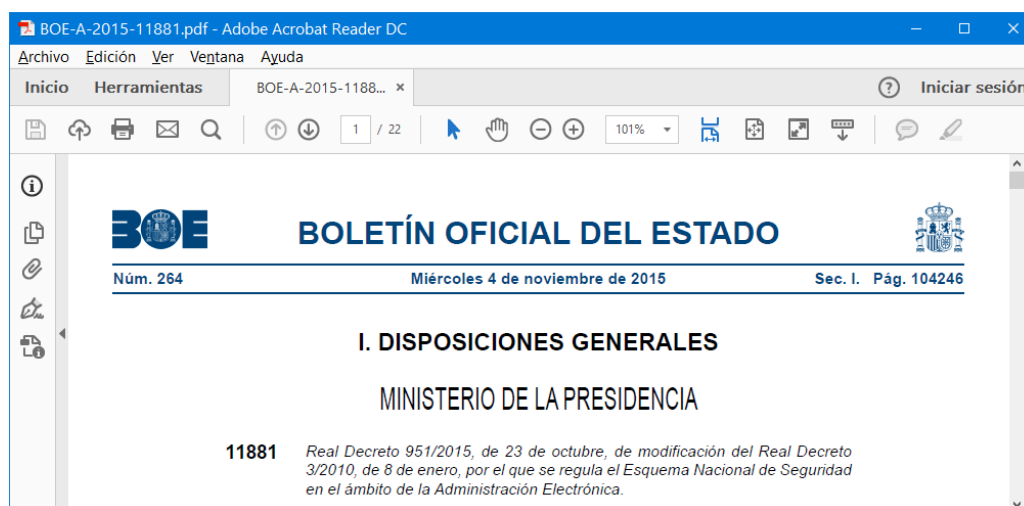 BOE-A-2015-11881.pdf - Adobe Acrobat Reader DC
Archivo Edición Ver Ventana Ayuda
Inicio Herramientas BOE-A-2015-1188... × ? Iniciar sesión
1 / 22 101%
BOE BOLETÍN OFICIAL DEL ESTADO
Núm. 264 Miércoles 4 de noviembre de 2015 Sec. I. Pág. 104246
I. DISPOSICIONES GENERALES
MINISTERIO DE LA PRESIDENCIA
11881 Real Decreto 951/2015, de 23 de octubre, de modificación del Real Decreto
3/2010, de 8 de enero, por el que se regula el Esquema Nacional de Seguridad
en el ámbito de la Administración Electrónica.